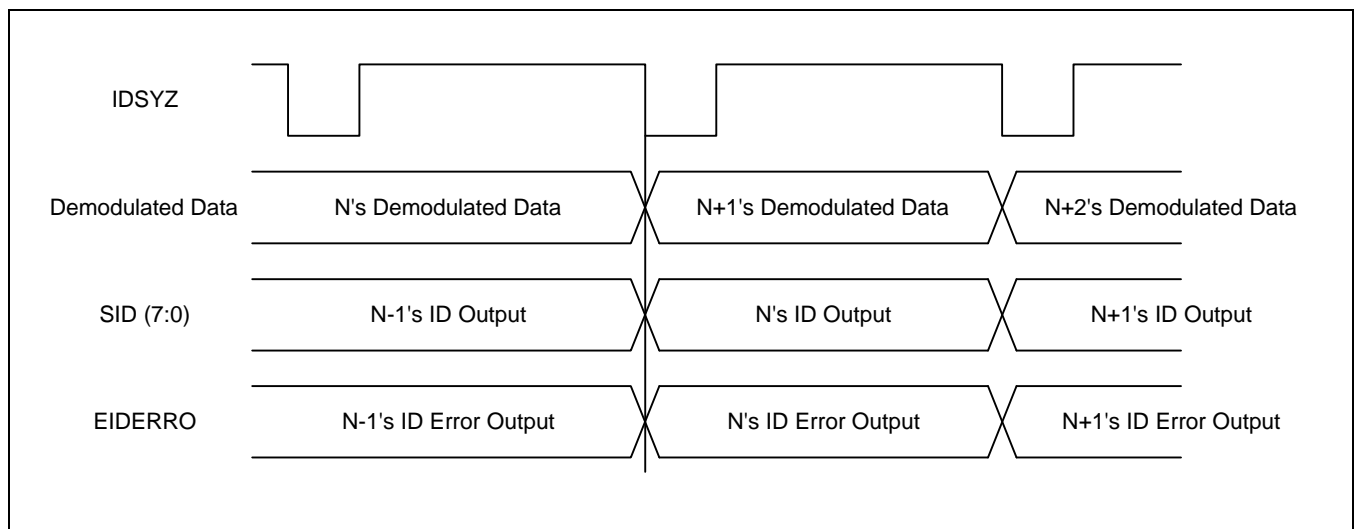 IDSYZ
Demodulated Data N's Demodulated Data N+1's Demodulated Data N+2's Demodulated Data
SID (7:0) N-1's ID Output N's ID Output N+1's ID Output
EIDERRO N-1's ID Error Output N's ID Error Output N+1's ID Error Output